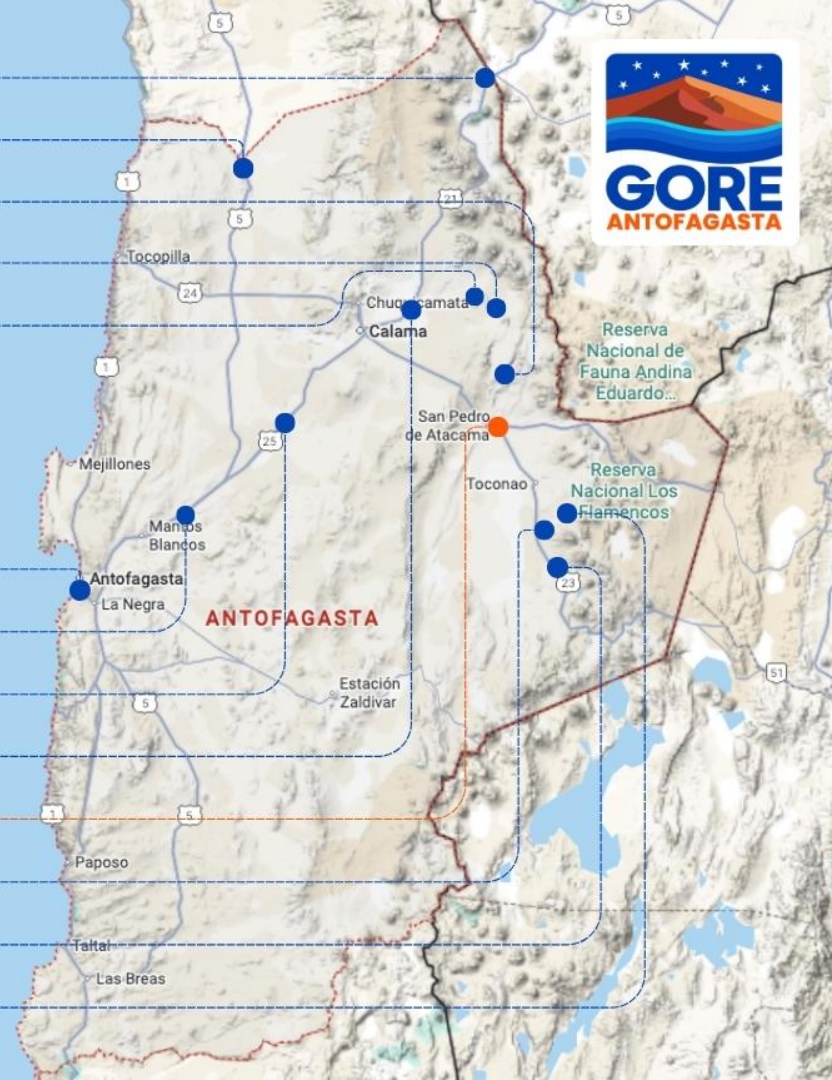 5
5
GORE
ANTOFAGASTA
1
21
5
Tocopilla
24
Chuquicamata
Calama
Reserva
Nacional de
Fauna Andina
Eduardo...
1
San Pedro
de Atacama
25
Mejillones
Toconao
Reserva
Nacional Los
Flamencos
Mantos
Blancos
Antofagasta
La Negra
23
ANTOFAGASTA
51
Estación
Zaldivar
5
1
5
Paposo
Taltal
Las Breas